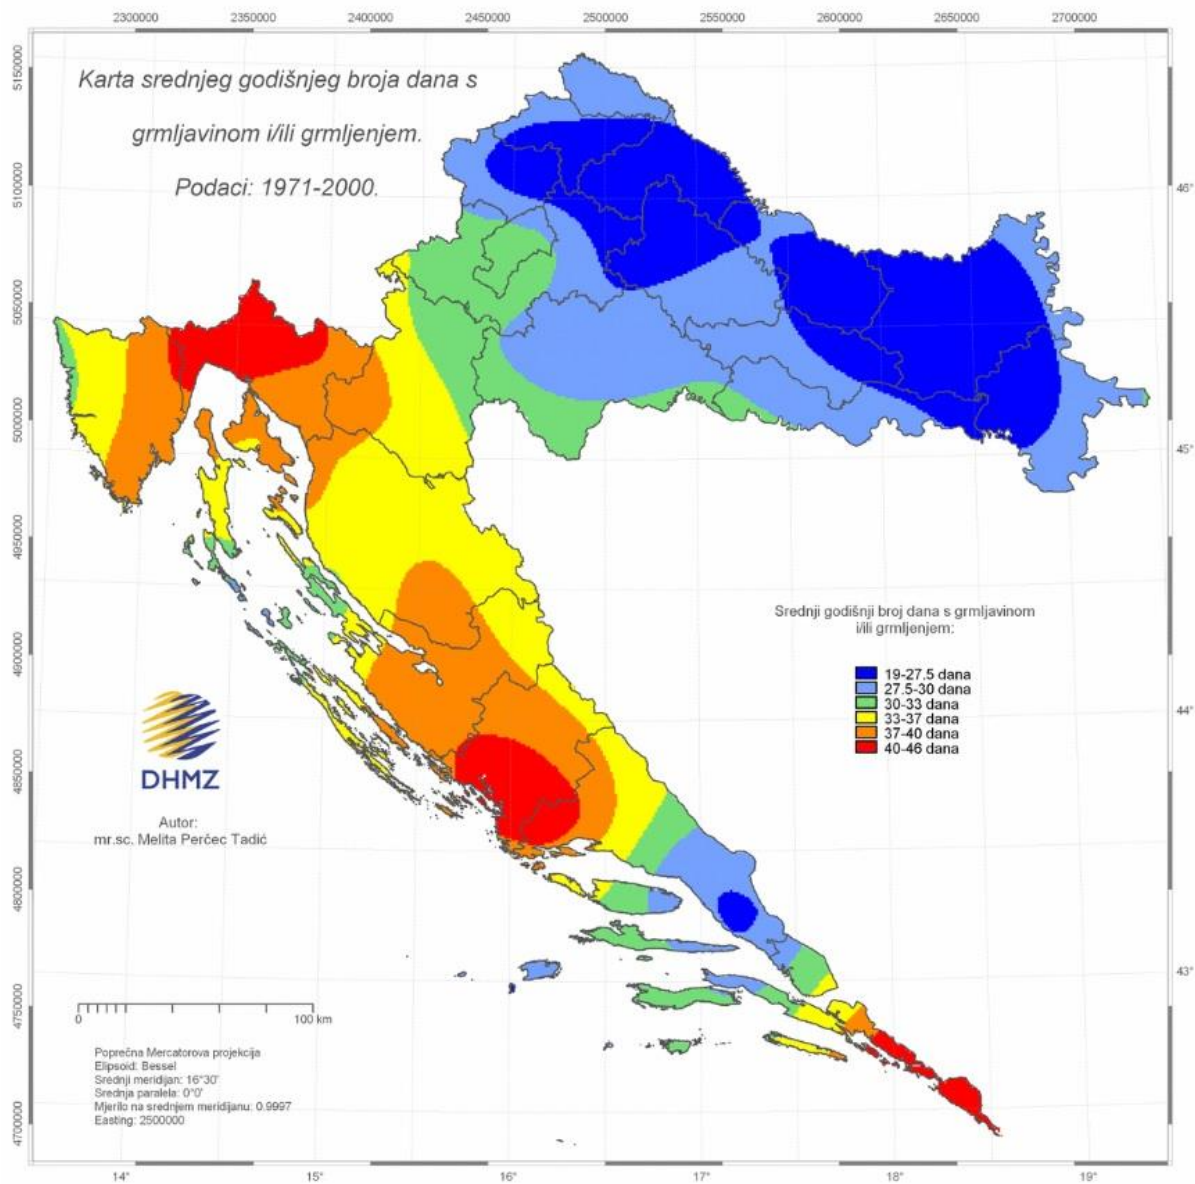 2300000 2350000 2400000 2450000 2500000 2550000 2600000 2650000 2700000
Karta srednjeg godišnjeg broja dana s
grmljavinom i/ili grmljenjem.
Podaci: 1971-2000.
5150000
5100000
5050000
5000000
4950000
4900000
4850000
4800000
4750000
4700000
46°
45°
44°
43°
Srednji godišnji broj dana s grmljavinom
i/ili grmljenjem:
19-27.5 dana
27.5-30 dana
30-33 dana
33-37 dana
37-40 dana
40-46 dana
DHMZ
Autor:
mr.sc. Melita Perčec Tadić
0 100 km
Poprečna Mercatorova projekcija
Elipsoid: Bessel
Srednji meridijan: 16°30'
Srednja paralela: 0°0'
Mjerilo na srednjem meridijanu: 0.9997
Easting: 2500000
14° 15° 16° 17° 18° 19°